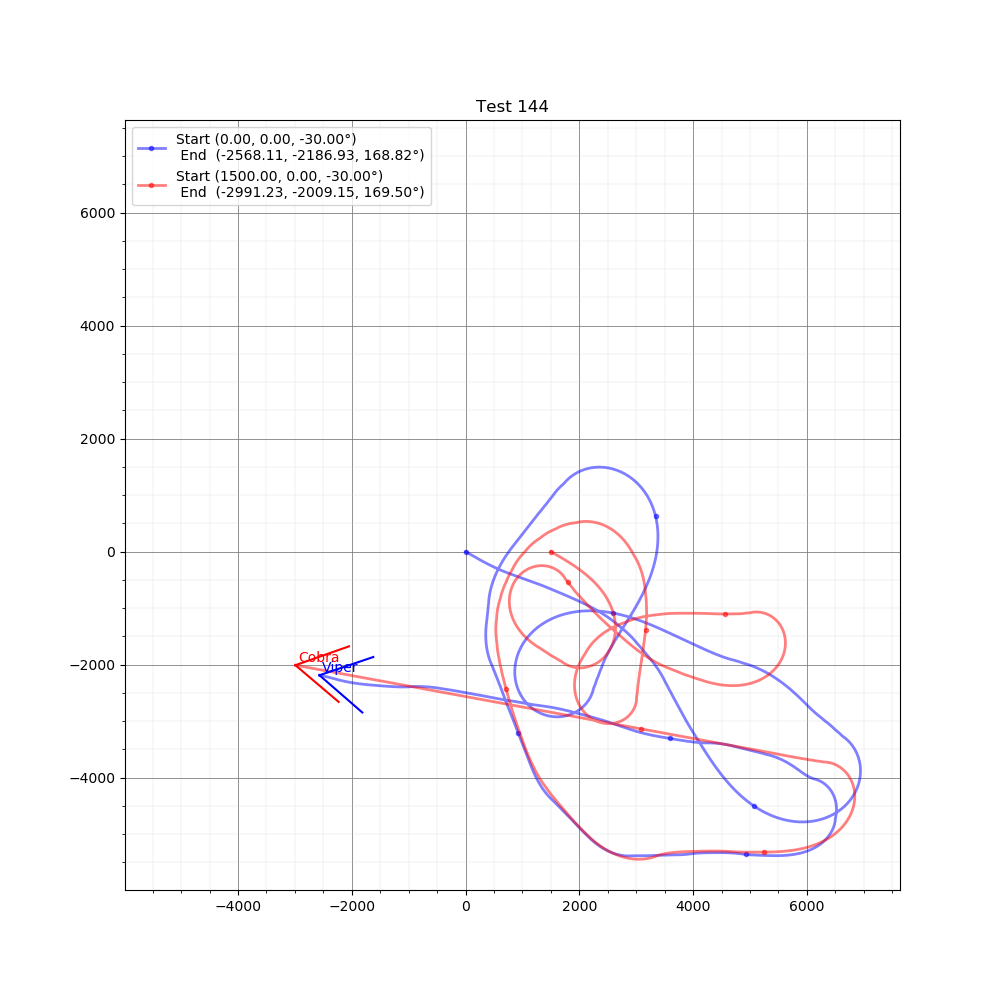 Test 144
Start (0.00, 0.00, -30.00°)
End (-2568.11, -2186.93, 168.82°)
Start (1500.00, 0.00, -30.00°)
End (-2991.23, -2009.15, 169.50°)
6000
4000
2000
0
Cobra
Viper
−2000
−4000
−4000 −2000 0 2000 4000 6000